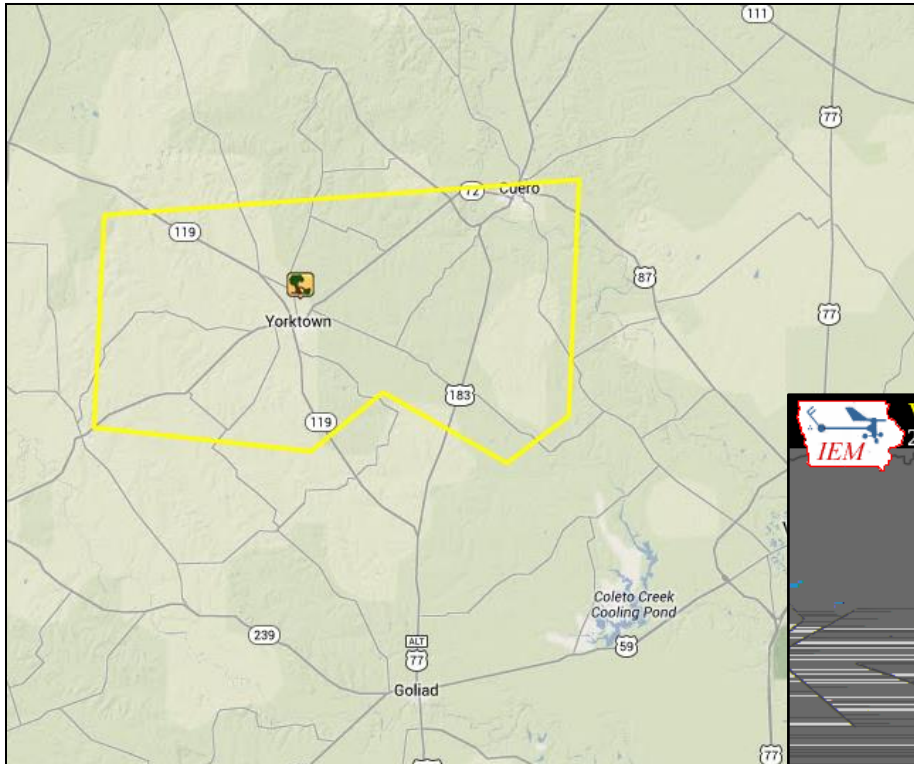 111
77
72
Cuero
119
87
Yorktown
77
183
119
IEM
2
Coleto Creek
Cooling Pond
239
ALT
77
59
Goliad
77